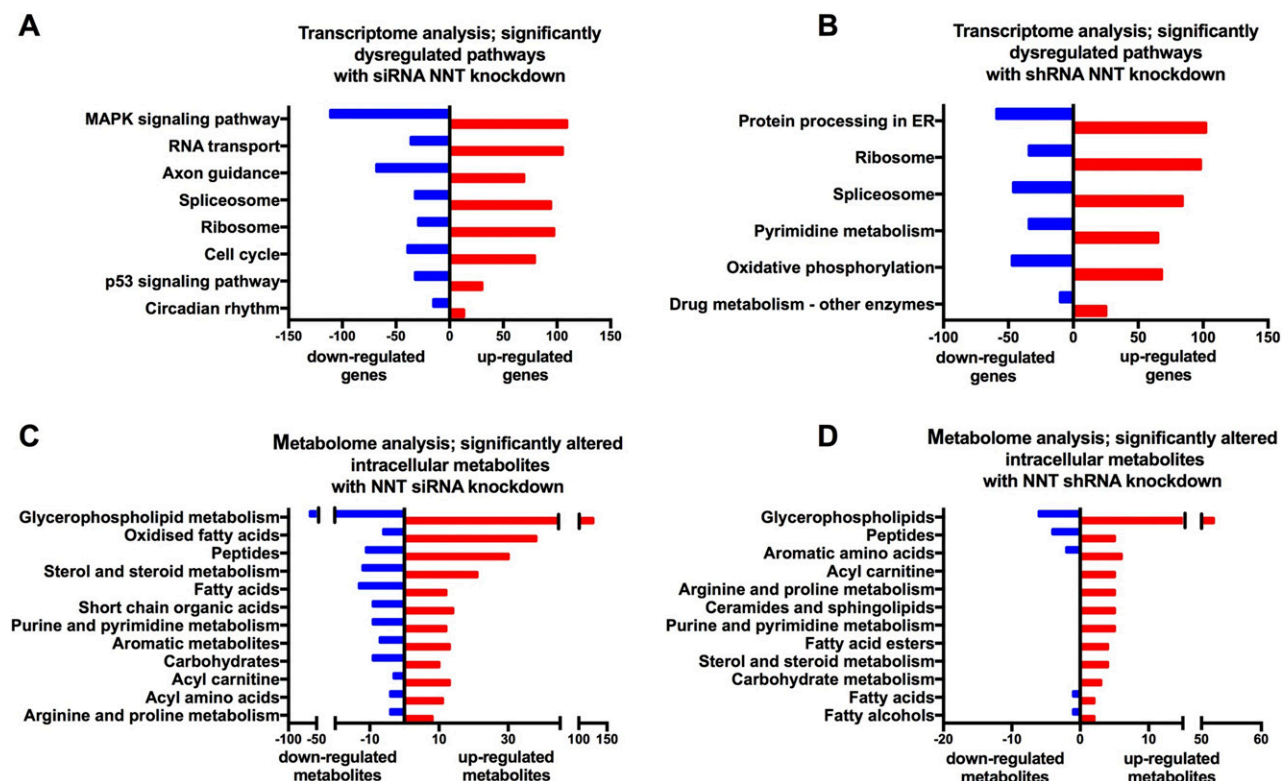 A
Transcriptome analysis; significantly
dysregulated pathways
with siRNA NNT knockdown
MAPK signaling pathway
RNA transport
Axon guidance
Spliceosome
Ribosome
Cell cycle
p53 signaling pathway
Circadian rhythm
-150 -100 -50 0 50 100 150
down-regulated up-regulated
genes genes
B
Transcriptome analysis; significantly
dysregulated pathways
with shRNA NNT knockdown
Protein processing in ER
Ribosome
Spliceosome
Pyrimidine metabolism
Oxidative phosphorylation
Drug metabolism - other enzymes
-100 -50 0 50 100 150
down-regulated up-regulated
genes genes
C
Metabolome analysis; significantly altered
intracellular metabolites
with NNT siRNA knockdown
Glycerophospholipid metabolism
Oxidised fatty acids
Peptides
Sterol and steroid metabolism
Fatty acids
Short chain organic acids
Purine and pyrimidine metabolism
Aromatic metabolites
Carbohydrates
Acyl carnitine
Acyl amino acids
Arginine and proline metabolism
-100 -50 -10 10 30 100 150
down-regulated up-regulated
metabolites metabolites
D
Metabolome analysis; significantly altered
intracellular metabolites
with NNT shRNA knockdown
Glycerophospholipids
Peptides
Aromatic amino acids
Acyl carnitine
Arginine and proline metabolism
Ceramides and sphingolipids
Purine and pyrimidine metabolism
Fatty acid esters
Sterol and steroid metabolism
Carbohydrate metabolism
Fatty acids
Fatty alcohols
-20 -10 0 10 50 60
down-regulated up-regulated
metabolites metabolites